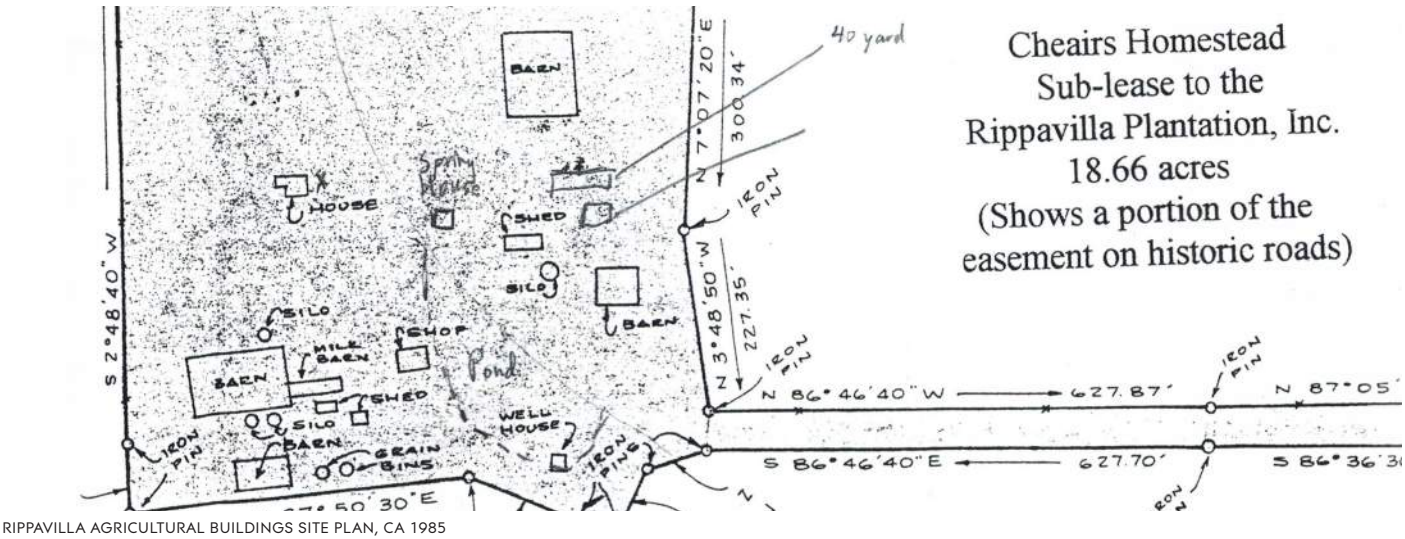 Cheairs Homestead
Sub-lease to the
Rippavilla Plantation, Inc.
18.66 acres
(Shows a portion of the
easement on historic roads)
40 yard
BARN
N 7°07'20"E
300.34'
IRON
PIN
Spring
House
HOUSE
X
SHED
SILO
BARN
S 2°48'40"W
N 3°48'50"W
227.35'
IRON
PIN
SILO
MILK
BARN
SHOP
BARN
Pond
SHED
SILO
BARN
GRAIN
BINS
WELL
HOUSE
IRON
PINS
IRON
PIN
N 86°46'40"W
627.87'
IRON
PIN
N 87°05'
S 86°46'40"E
627.70'
S 86°36'
IRON
50'30"E
RIPPAVILLA AGRICULTURAL BUILDINGS SITE PLAN, CA 1985